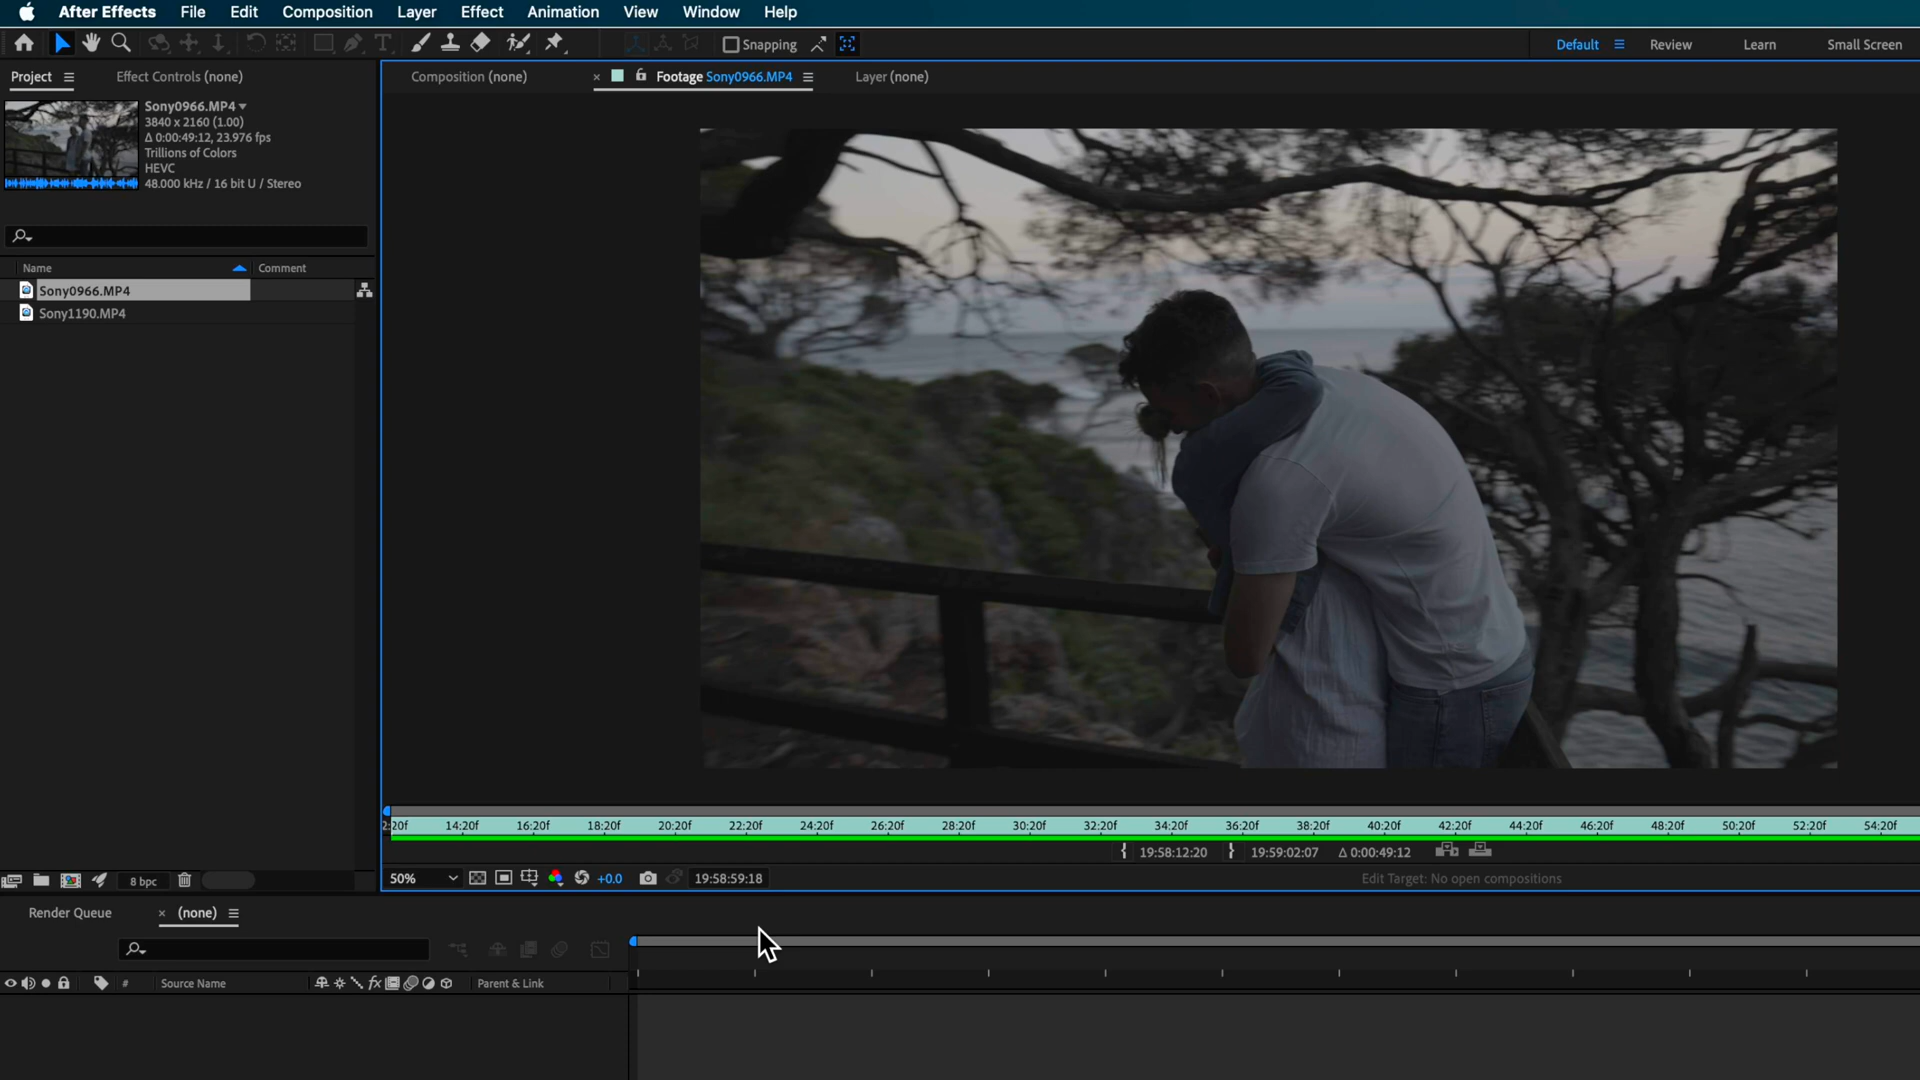 After Effects File Edit Composition Layer Effect Animation View Window Help
Snapping
Default Review Learn Small Screen
Project Effect Controls (none)
Composition (none) × Footage Sony0966.MP4 Layer (none)
Sony0966.MP4
3840 x 2160 (1.00)
Δ 0:00:49:12, 23.976 fps
Trillions of Colors
HEVC
48.000 kHz / 16 bit U / Stereo
Name Comment
Sony0966.MP4
Sony1190.MP4
2:20f 14:20f 16:20f 18:20f 20:20f 22:20f 24:20f 26:20f 28:20f 30:20f 32:20f 34:20f 36:20f 38:20f 40:20f 42:20f 44:20f 46:20f 48:20f 50:20f 52:20f 54:20f
{ 19:58:12:20 } 19:59:02:07 Δ 0:00:49:12
8 bpc
50% +0.0 19:58:59:18 Edit Target: No open compositions
Render Queue × (none)
# Source Name fx Parent & Link